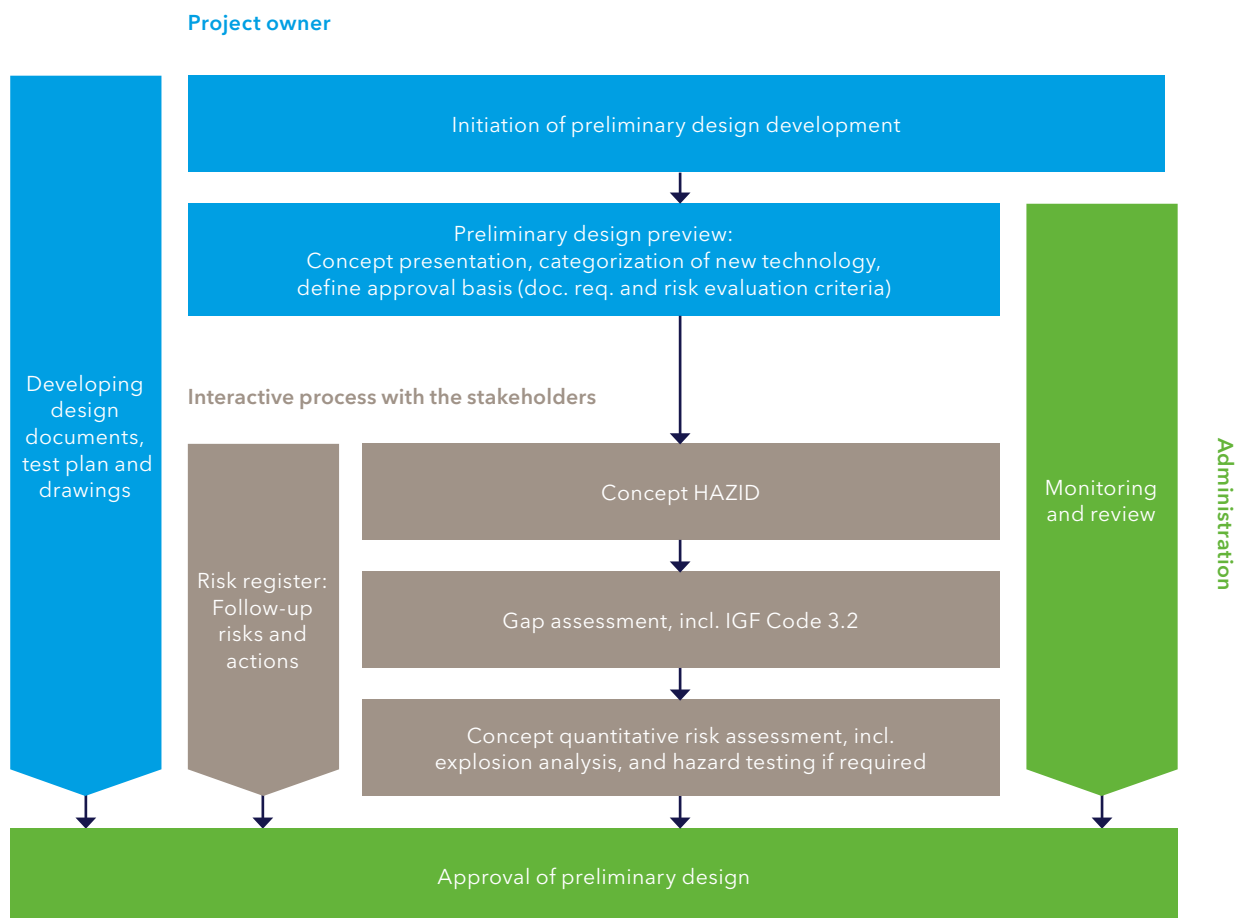 Project owner
Initiation of preliminary design development
Preliminary design preview:
Concept presentation, categorization of new technology,
define approval basis (doc. req. and risk evaluation criteria)
Developing
design
documents,
test plan and
drawings
Interactive process with the stakeholders
Risk register:
Follow-up
risks and
actions
Concept HAZID
Gap assessment, incl. IGF Code 3.2
Concept quantitative risk assessment, incl.
explosion analysis, and hazard testing if required
Monitoring
and review
Administration
Approval of preliminary design